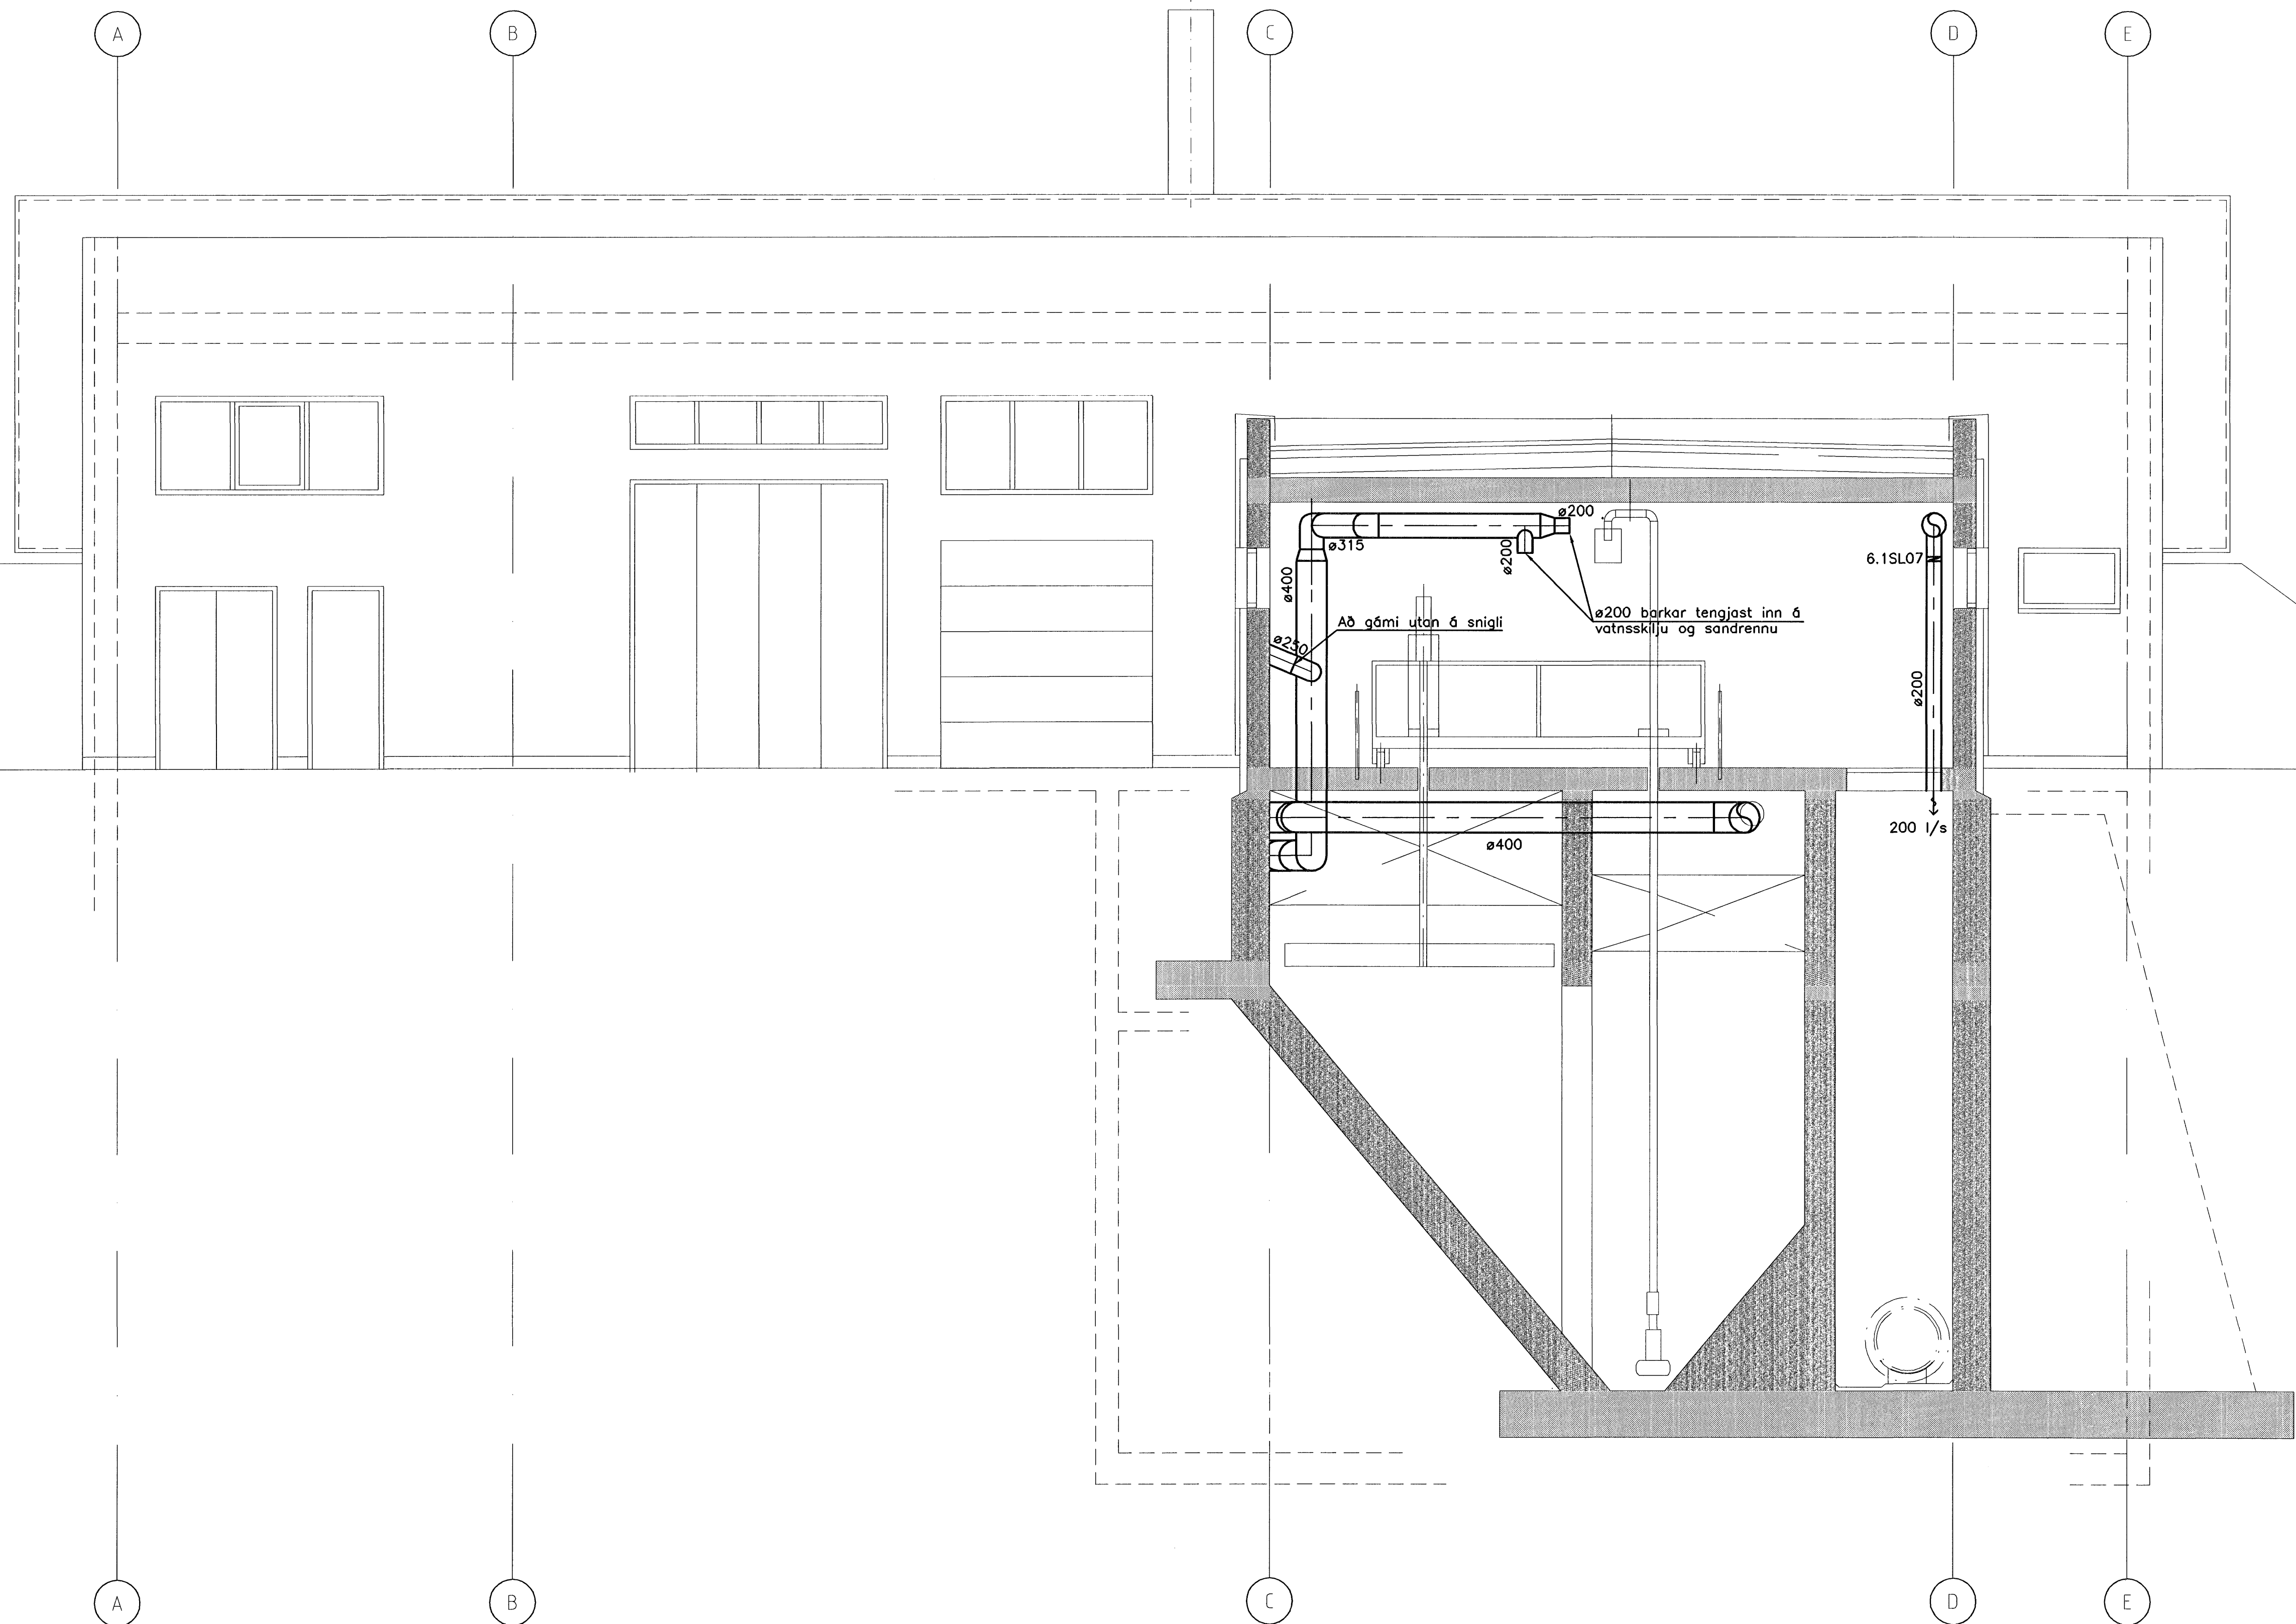 A
B
C
D
E
ø200
ø315
ø200
6.1SL07
ø400
ø200 barkar tengjast inn á
vatnsskilju og sandrennu
Að gámi utan á snigli
ø250
ø200
200 l/s
ø400
A
B
C
D
E